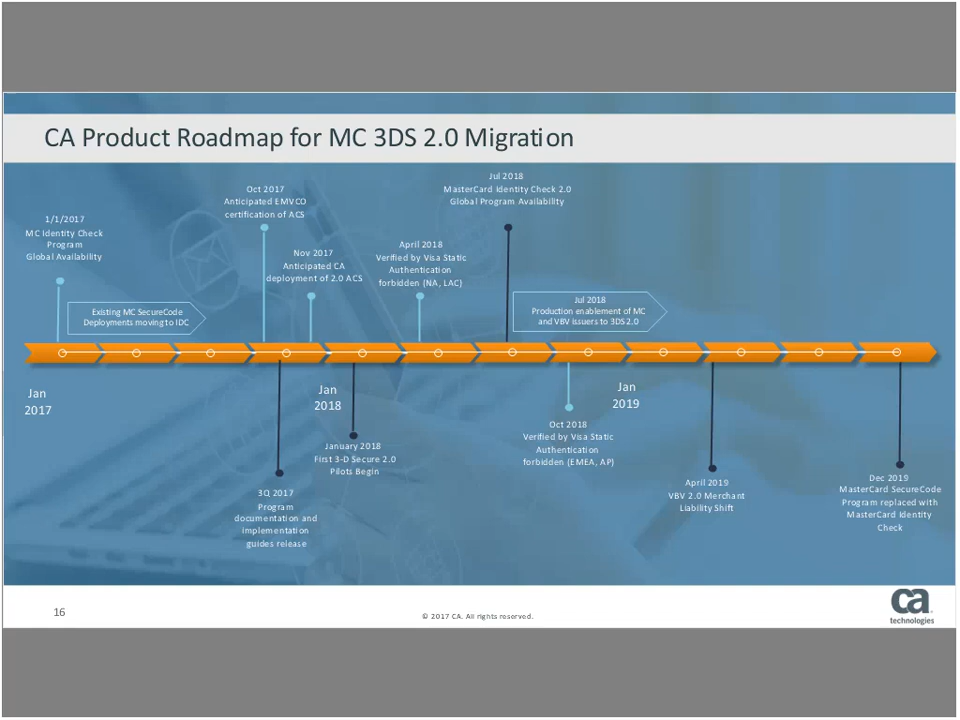 CA Product Roadmap for MC 3DS 2.0 Migration
1/1/2017
MC Identity Check
Program
Global Availability
Oct 2017
Anticipated EMVCO
certification of ACS
Nov 2017
Anticipated CA
deployment of 2.0 ACS
April 2018
Verified by Visa Static
Authentication
forbidden (NA, LAC)
Jul 2018
MasterCard Identity Check 2.0
Global Program Availability
Existing MC SecureCode
Deployments moving to IDC
Jul 2018
Production enablement of MC
and VBV issuers to 3DS 2.0
Jan
2017
Jan
2018
Jan
2019
3Q 2017
Program
documentation and
implementation
guides release
January 2018
First 3-D Secure 2.0
Pilots Begin
Oct 2018
Verified by Visa Static
Authentication
forbidden (EMEA, AP)
April 2019
VBV 2.0 Merchant
Liability Shift
Dec 2019
MasterCard SecureCode
Program replaced with
MasterCard Identity
Check
16
© 2017 CA. All rights reserved.
ca
technologies